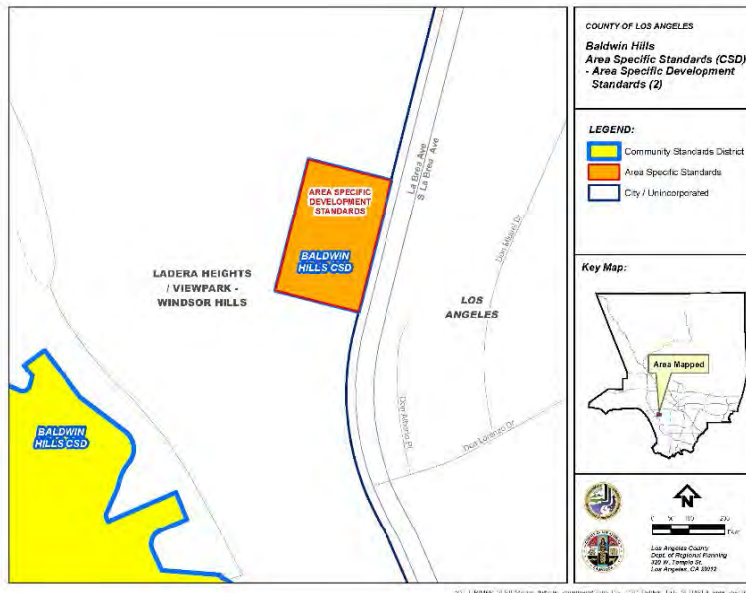 COUNTY OF LOS ANGELES
Baldwin Hills
Area Specific Standards (CSD)
- Area Specific Development
Standards (2)
LEGEND:
Community Standards District
Area Specific Standards
City / Unincorporated
Key Map:
Area Mapped
N
Los Angeles County
Dept. of Regional Planning
320 W. Temple St.
Los Angeles, CA 90012
AREA SPECIFIC
DEVELOPMENT
STANDARDS
BALDWIN
HILLS CSD
LADERA HEIGHTS
/ VIEWPARK -
WINDSOR HILLS
LOS
ANGELES
La Brea Ave
S La Brea Ave
Don Miguel Dr
Don Alberto Pl
Don Lorenzo Dr
BALDWIN
HILLS CSD